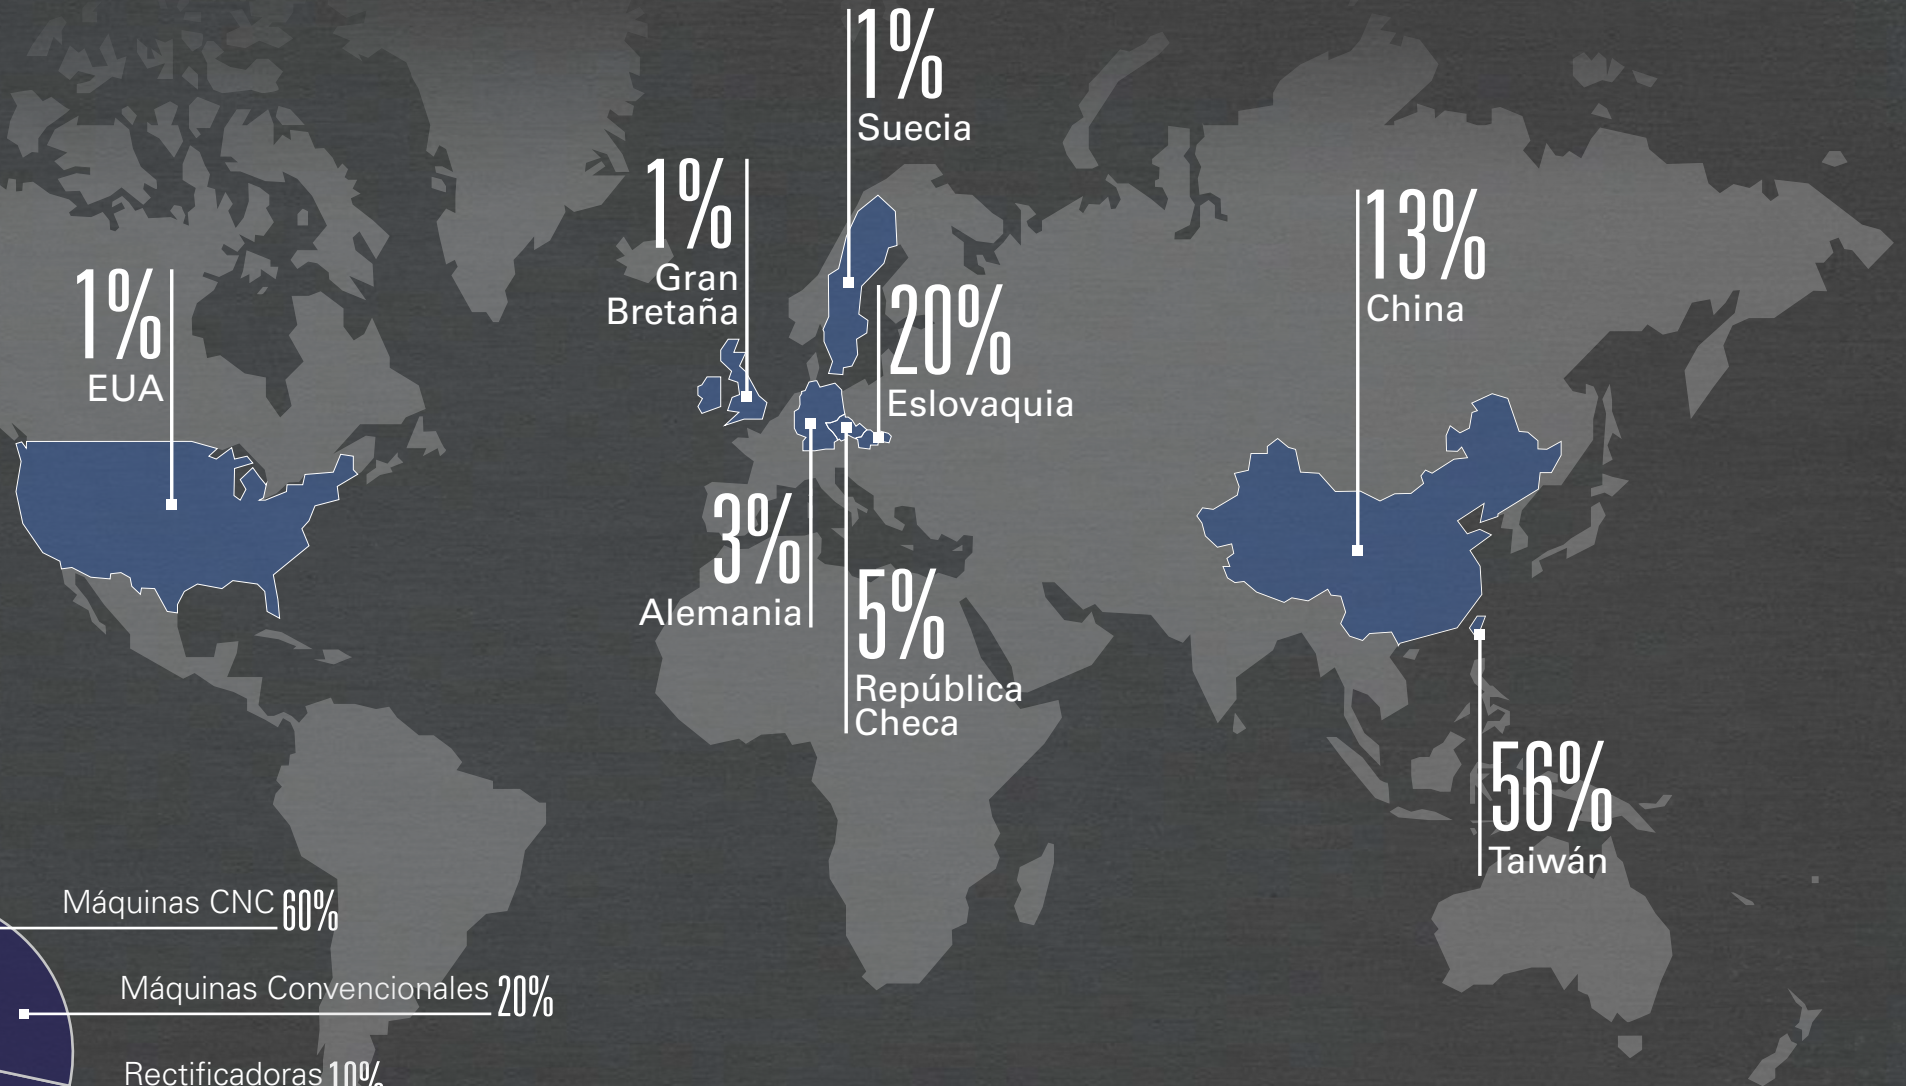 1%
Suecia
1%
Gran
Bretaña
13%
China
1%
EUA
20%
Eslovaquia
3%
Alemania
5%
República
Checa
56%
Taiwán
Máquinas CNC 60%
Máquinas Convencionales 20%
Rectificadoras 10%